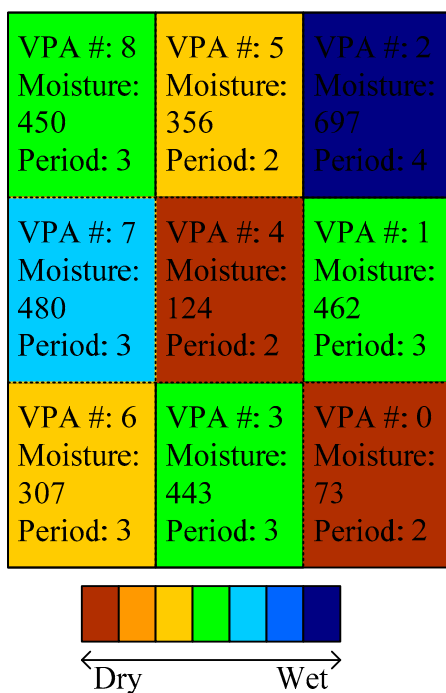 VPA #: 8
Moisture:
450
Period: 3
VPA #: 5
Moisture:
356
Period: 2
VPA #: 2
Moisture:
697
Period: 4
VPA #: 7
Moisture:
480
Period: 3
VPA #: 4
Moisture:
124
Period: 2
VPA #: 1
Moisture:
462
Period: 3
VPA #: 6
Moisture:
307
Period: 3
VPA #: 3
Moisture:
443
Period: 3
VPA #: 0
Moisture:
73
Period: 2
Dry Wet